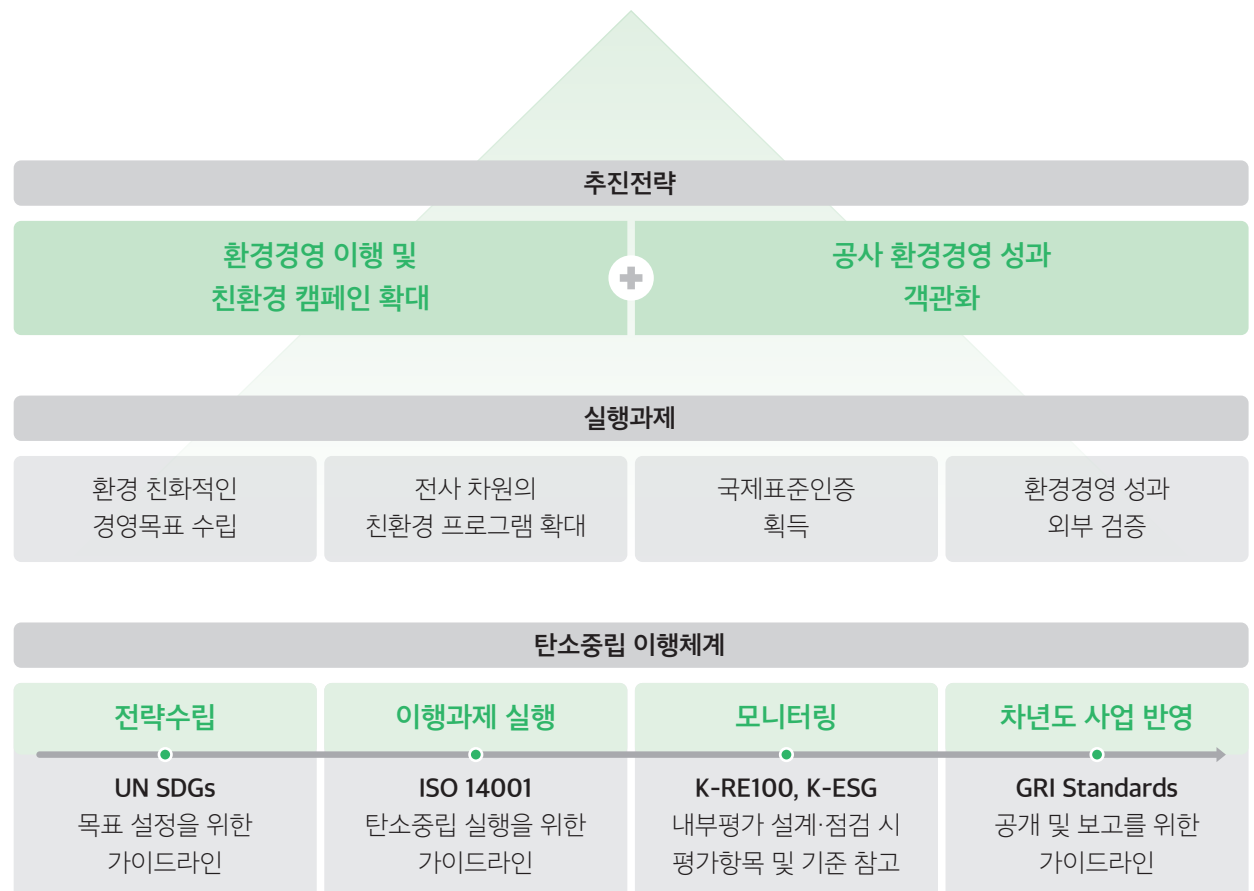 추진전략
환경경영 이행 및
친환경 캠페인 확대
공사 환경경영 성과
객관화
실행과제
환경 친화적인
경영목표 수립
전사 차원의
친환경 프로그램 확대
국제표준인증
획득
환경경영 성과
외부 검증
탄소중립 이행체계
전략수립
UN SDGs
목표 설정을 위한
가이드라인
이행과제 실행
ISO 14001
탄소중립 실행을 위한
가이드라인
모니터링
K-RE100, K-ESG
내부평가 설계·점검 시
평가항목 및 기준 참고
차년도 사업 반영
GRI Standards
공개 및 보고를 위한
가이드라인